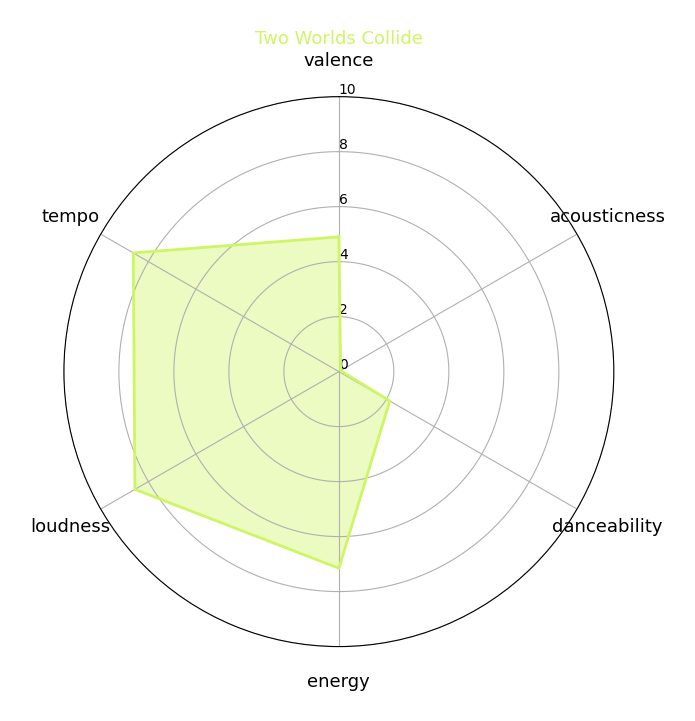 Two Worlds Collide
valence
10
8
tempo
acousticness
6
4
2
0
loudness
danceability
energy